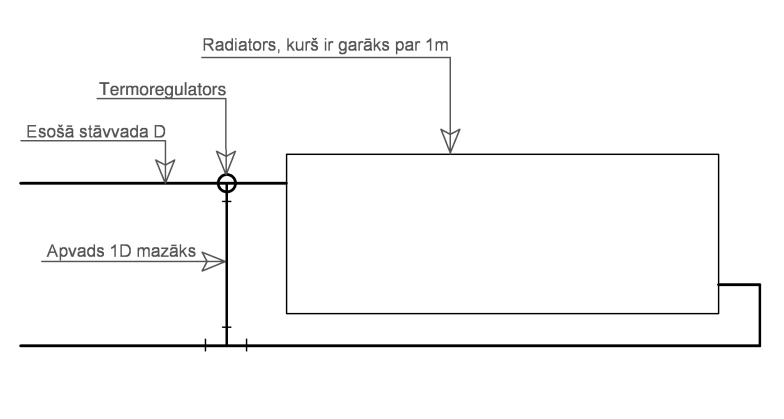 Radiators, kurš ir garāks par 1m
Termoregulators
Esošā stāvvada D
Apvads 1D mazāks